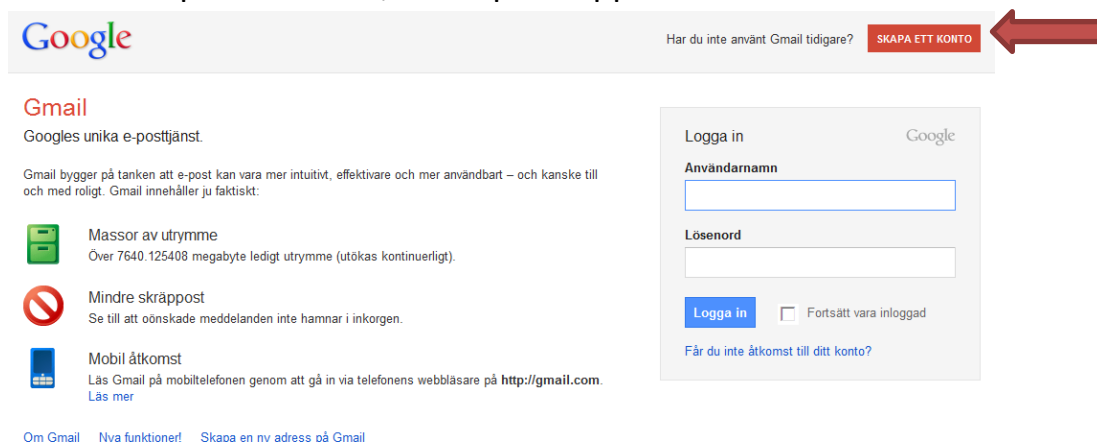 Google
Har du inte använt Gmail tidigare? SKAPA ETT KONTO
Gmail
Googles unika e-posttjänst.
Gmail bygger på tanken att e-post kan vara mer intuitivt, effektivare och mer användbart – och kanske till
och med roligt. Gmail innehåller ju faktiskt:
Massor av utrymme
Över 7640.125408 megabyte ledigt utrymme (utökas kontinuerligt).
Mindre skräppost
Se till att oönskade meddelanden inte hamnar i inkorgen.
Mobil åtkomst
Läs Gmail på mobiltelefonen genom att gå in via telefonens webbläsare på http://gmail.com.
Läs mer
Om Gmail Nya funktioner! Skapa en ny adress på Gmail
Logga in Google
Användarnamn
Lösenord
Logga in Fortsätt vara inloggad
Får du inte åtkomst till ditt konto?